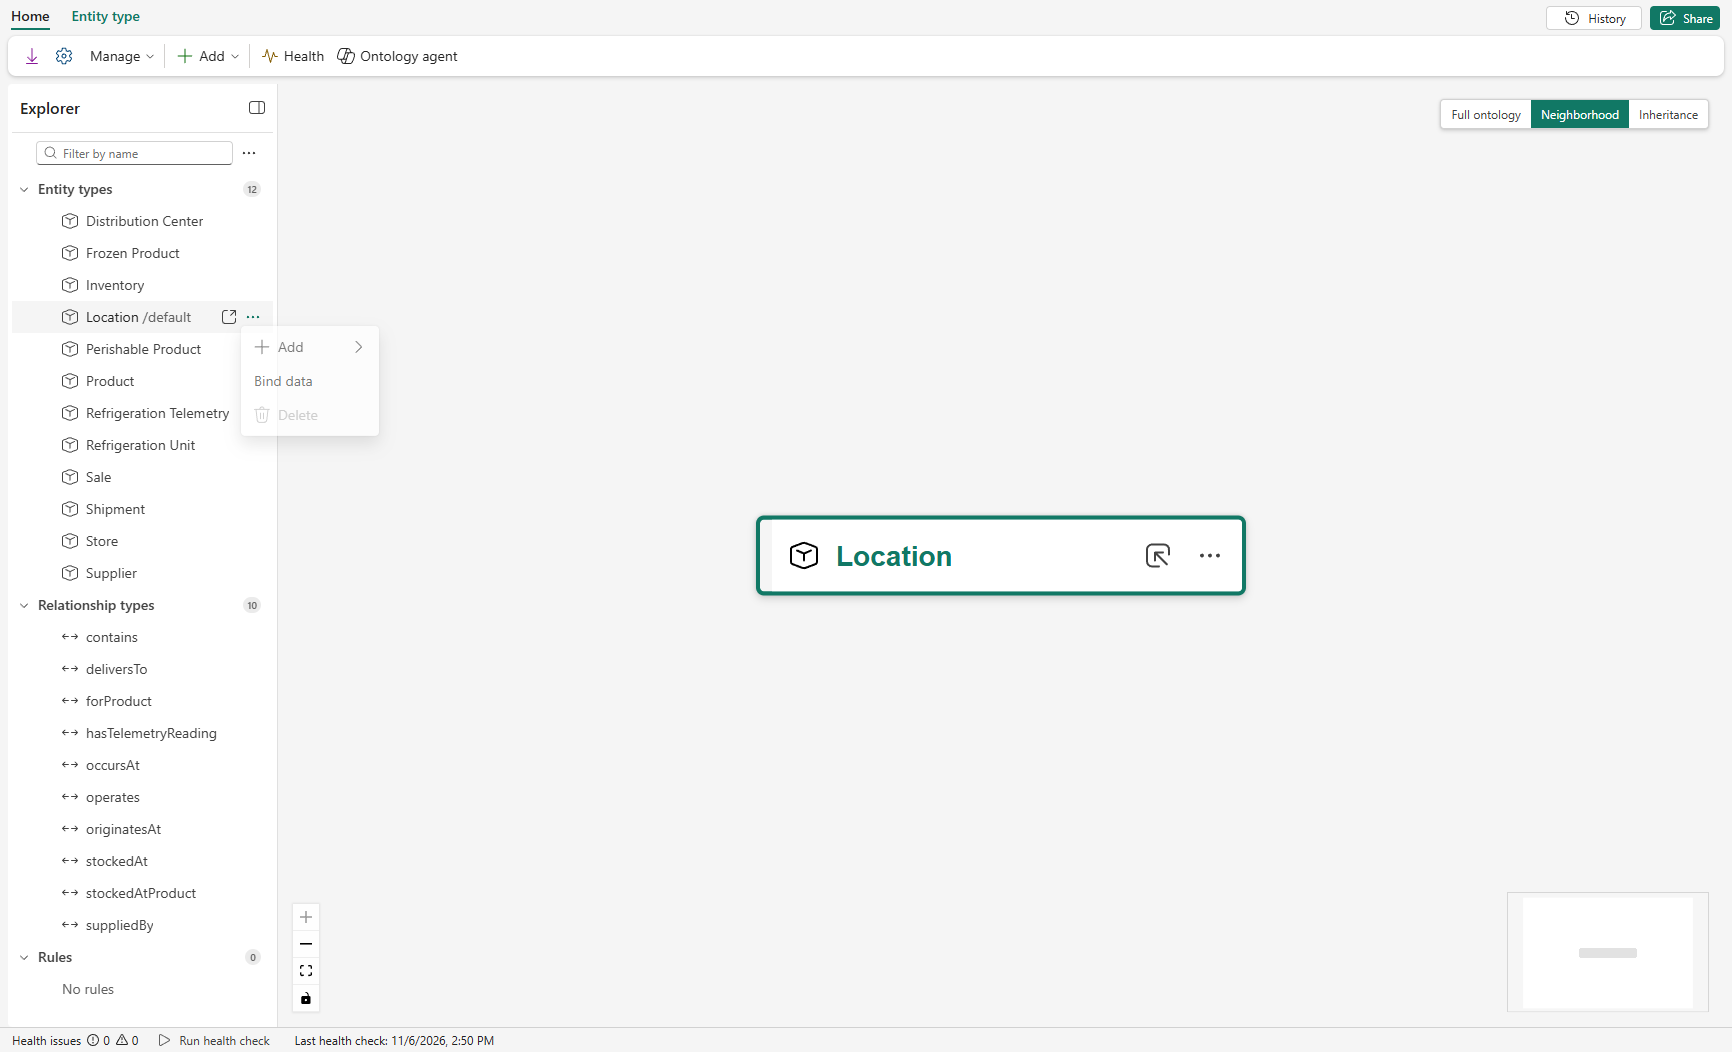 Home Entity type History Share
Manage Add Health Ontology agent
Explorer
Full ontology Neighborhood Inheritance
Filter by name
Entity types 12
Distribution Center
Frozen Product
Inventory
Location /default
Add
Perishable Product
Product
Bind data
Refrigeration Telemetry
Delete
Refrigeration Unit
Sale
Shipment
Store
Location
Supplier
Relationship types 10
contains
deliversTo
forProduct
hasTelemetryReading
occursAt
operates
originatesAt
stockedAt
stockedAtProduct
suppliedBy
Rules 0
No rules
Health issues 0 0 Run health check Last health check: 11/6/2026, 2:50 PM